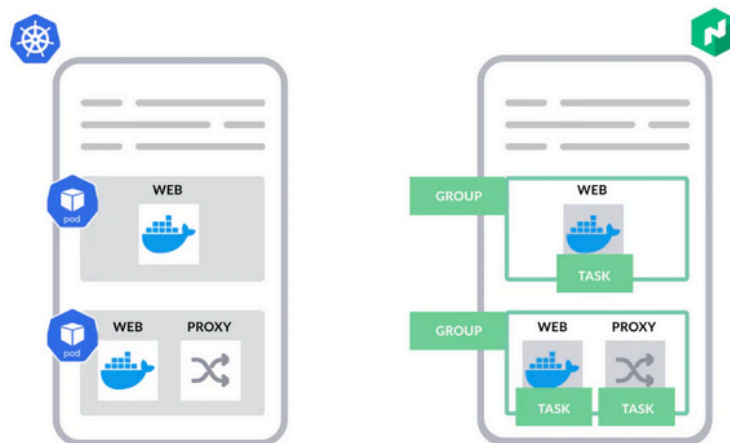 WEB
pod
WEB PROXY
pod
GROUP
WEB
TASK
GROUP
WEB PROXY
TASK TASK